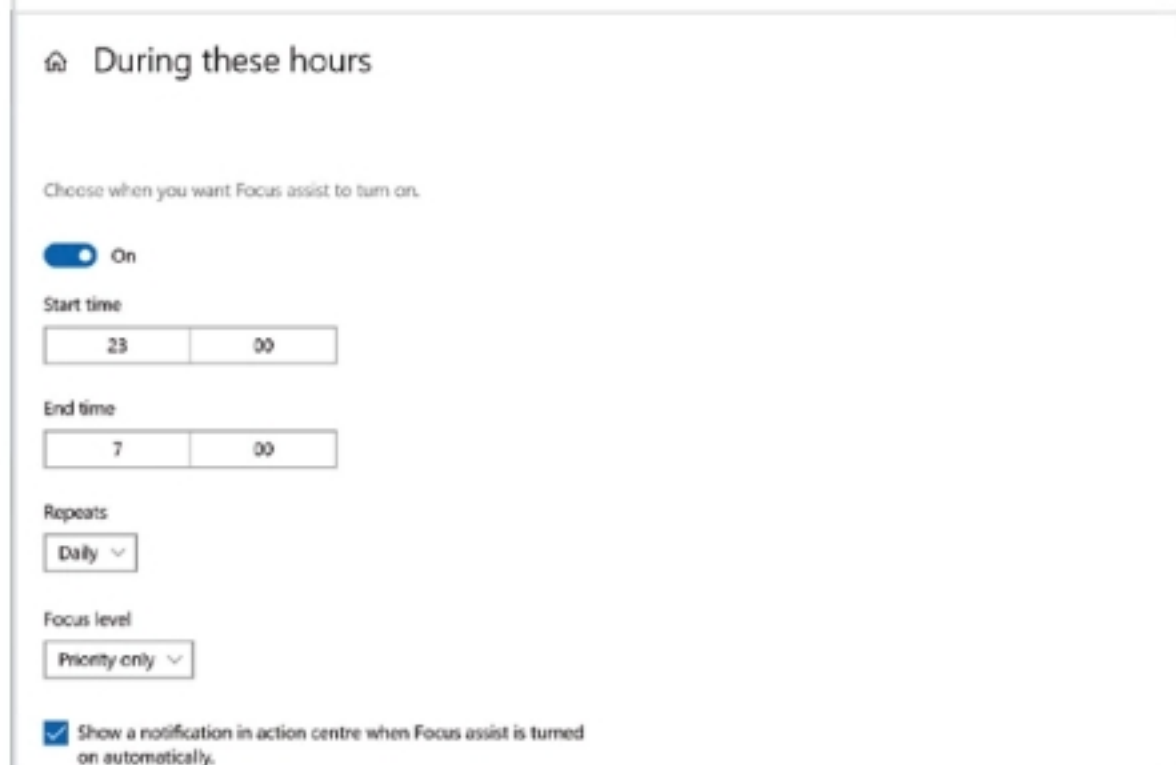 During these hours
Choose when you want Focus assist to turn on.
On
Start time
23 00
End time
7 00
Repeats
Daily
Focus level
Priority only
Show a notification in action centre when Focus assist is turned
on automatically.